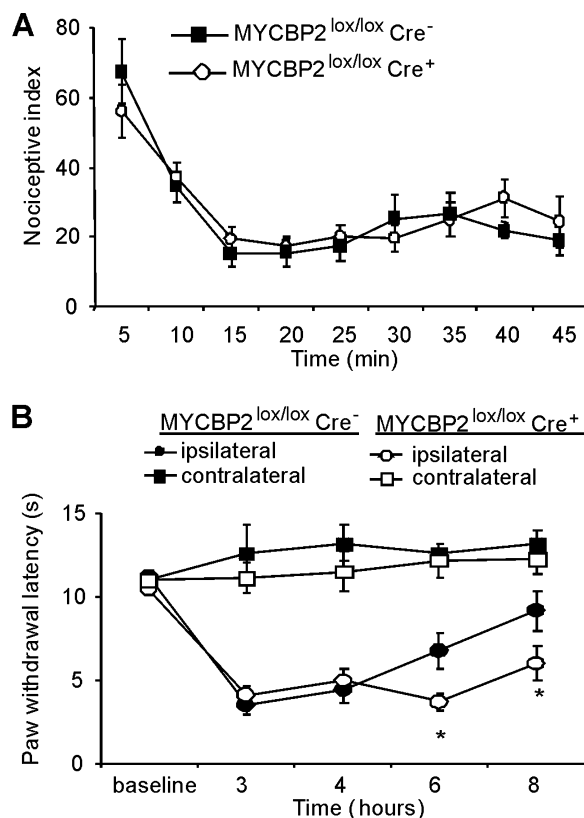 A
MYCBP2 lox/lox Cre-
MYCBP2 lox/lox Cre+
Nociceptive index
80
60
40
20
0
5 10 15 20 25 30 35 40 45
Time (min)
B
MYCBP2 lox/lox Cre- MYCBP2 lox/lox Cre+
ipsilateral ipsilateral
contralateral contralateral
Paw withdrawal latency (s)
15
10
5
0
*
*
baseline 3 4 6 8
Time (hours)